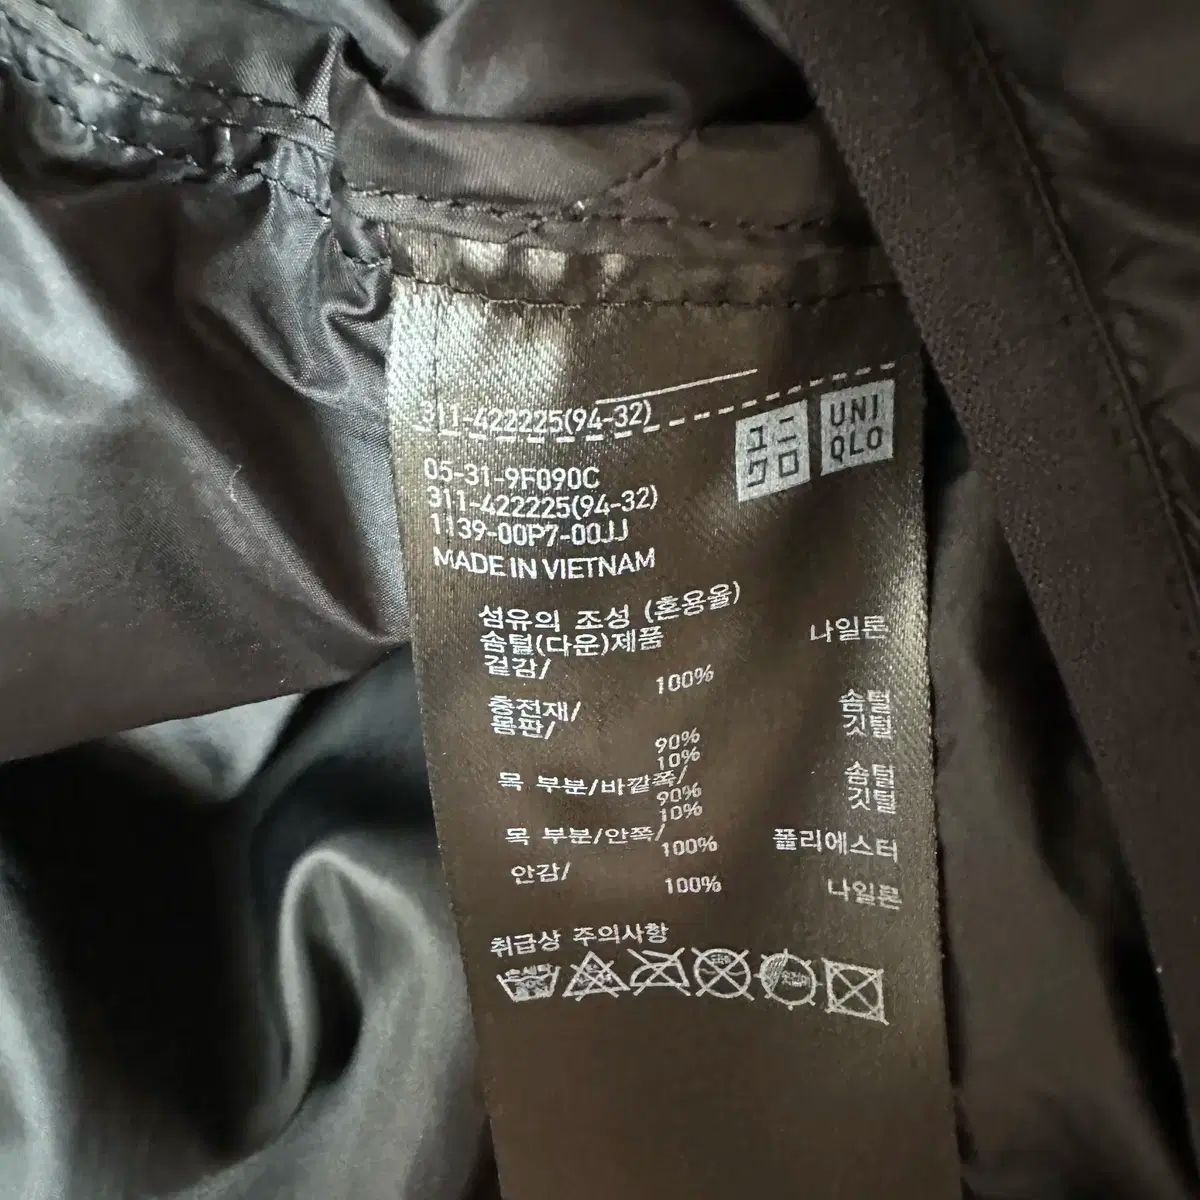 311-422225(94-32)
ユニ
クロ
UNI
QLO
05-31-9F090C
311-422225(94-32)
1139-00P7-00JJ
MADE IN VIETNAM
섬유의 조성 (혼용율)
솜털(다운)제품
겉감/
100% 나일론
충전재/
몸판/
90% 솜털
10% 깃털
목 부분/바깥쪽/
90% 솜털
10% 깃털
목 부분/안쪽/
100% 폴리에스터
안감/
100% 나일론
취급상 주의사항